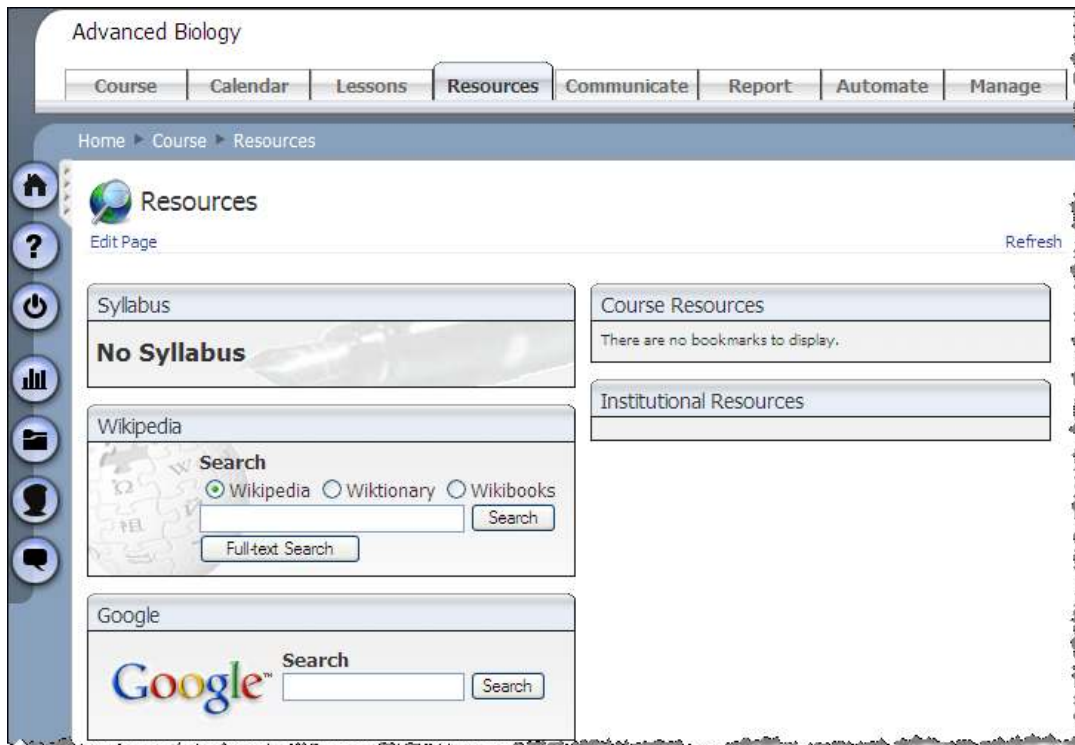 Advanced Biology
Course Calendar Lessons Resources Communicate Report Automate Manage
Home Course Resources
Resources
Edit Page Refresh
Syllabus
No Syllabus
Wikipedia
Search
Wikipedia Wiktionary Wikibooks
Search
Full-text Search
Google
Google™ Search
Search
Course Resources
There are no bookmarks to display.
Institutional Resources